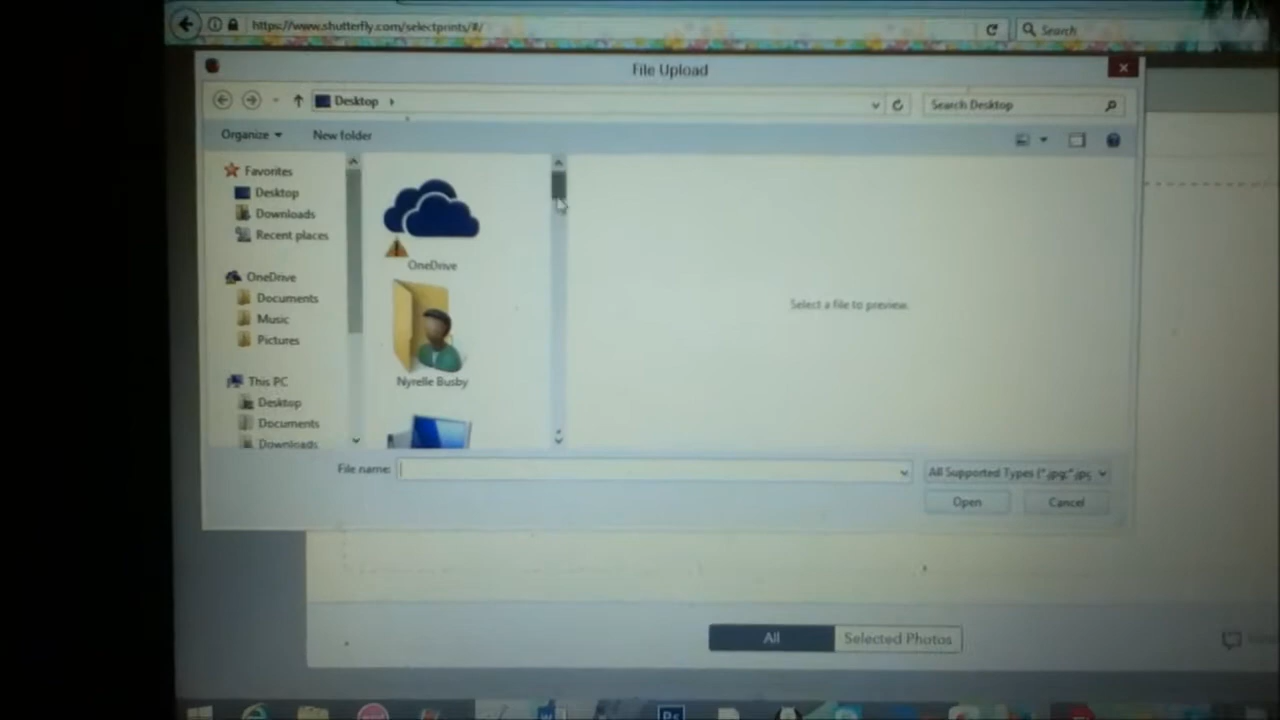 https://www.shutterfly.com/selectprints/#/
Search
File Upload
Desktop
Search Desktop
Organize
New folder
Favorites
Desktop
Downloads
Recent places
OneDrive
Documents
Music
Pictures
This PC
Desktop
Documents
Downloads
OneDrive
Nyrelle Busby
Select a file to preview.
File name:
All Supported Types (*.jpg;*.jps
Open
Cancel
All
Selected Photos
Ps